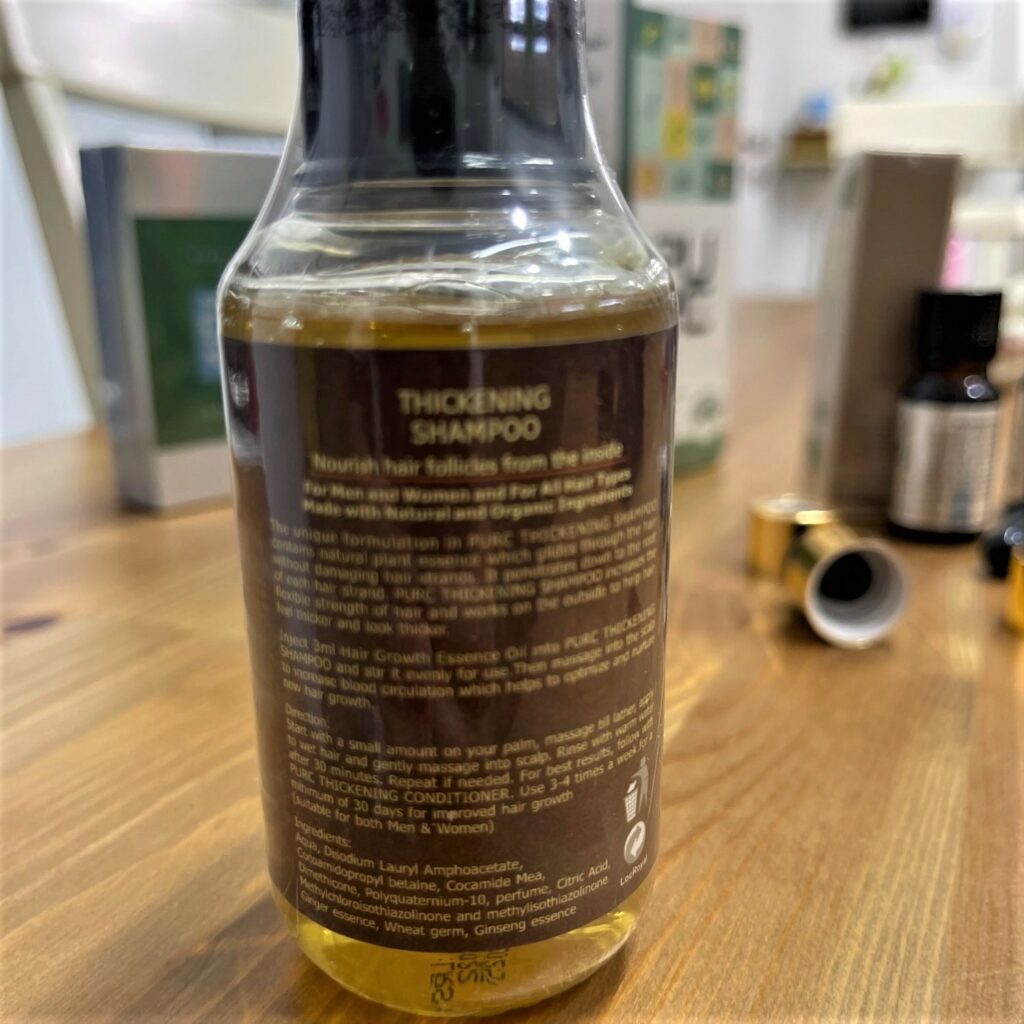 THICKENING
SHAMPOO
Nourish hair follicles from the inside
For Men and Women and For All Hair Types
Made with Natural and Organic Ingredients
The unique formulation in PURC THICKENING SHAMPOO
contains natural plant essence which glides through the hair
without damaging hair strands. It penetrates down to the root
of each hair strand. PURC THICKENING SHAMPOO increases the
flexible strength of hair and works on the outside to help hair
feel thicker and look thicker.
Inject 3ml Hair Growth Essence Oil into PURC THICKENING
SHAMPOO and stir it evenly for use. Then massage into the scalp
to increase blood circulation which helps to optimize and nurture
new hair growth.
Direction:
Start with a small amount on your palm, massage till lather, apply
to wet hair and gently massage into scalp. Rinse with warm water
after 30 minutes. Repeat if needed. For best results, follow with
PURC THICKENING CONDITIONER. Use 3-4 times a week for a
minimum of 30 days for improved hair growth
(suitable for both Men & Women)
Ingredients:
Aqua, Disodium Lauryl Amphoacetate,
Cocoamidopropyl betaine, Cocamide Mea,
Dimethicone, Polyquaternium-10, perfume, Citric Acid,
Methylchloroisothiazolinone and methylisothiazolinone
Ginger essence, Wheat germ, Ginseng essence